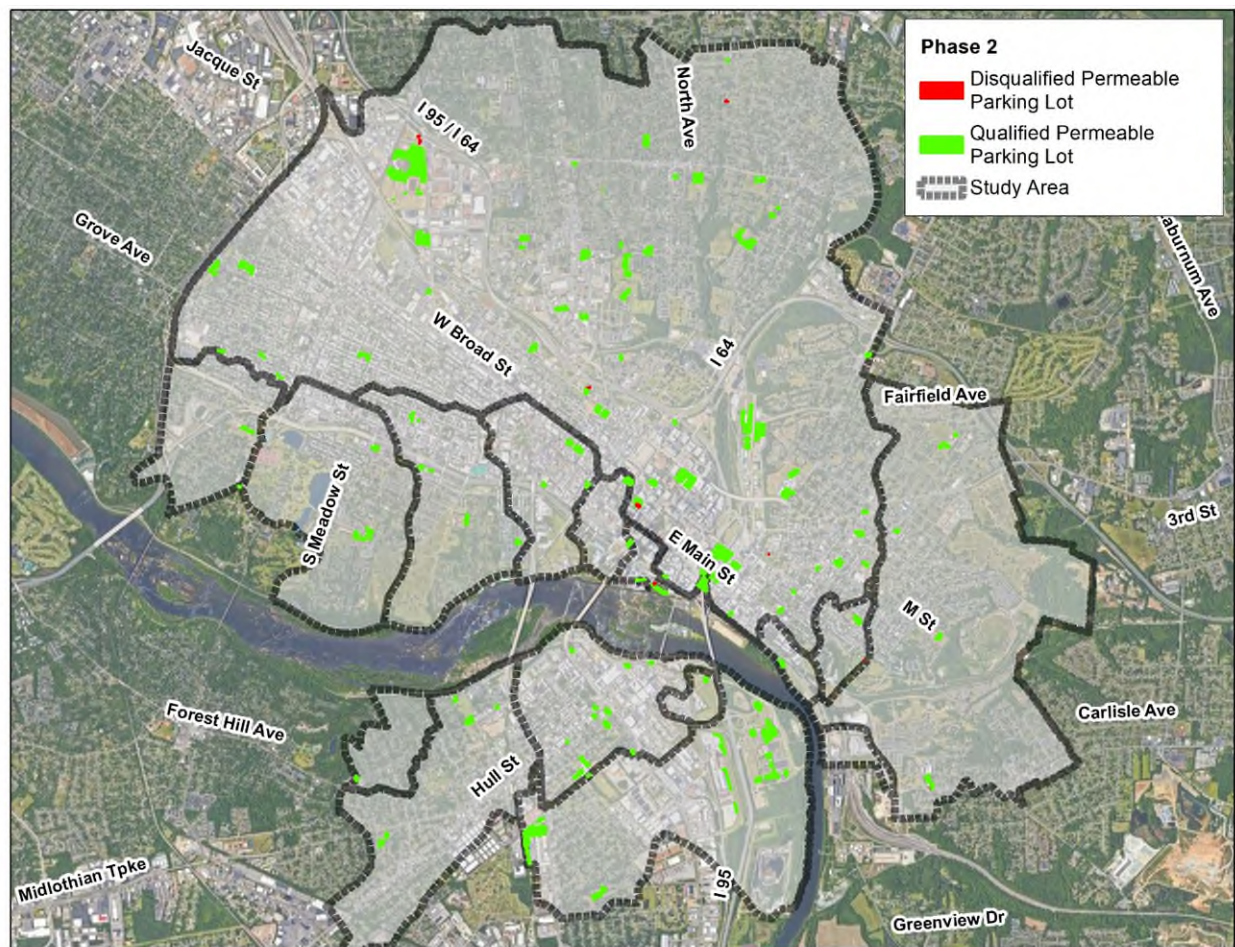 Phase 2
Disqualified Permeable
Parking Lot
Qualified Permeable
Parking Lot
Study Area
Jacque St
I 95 / I 64
North Ave
Grove Ave
W Broad St
I 64
Fairfield Ave
3rd St
S Meadow St
E Main St
M St
Forest Hill Ave
Hull St
Carlisle Ave
Midlothian Tpke
I 95
Greenview Dr